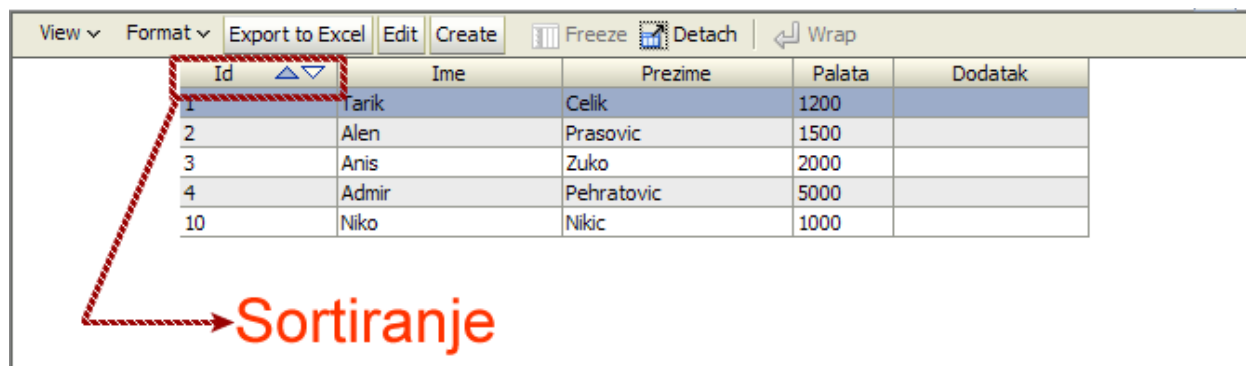 View Format Export to Excel Edit Create Freeze Detach Wrap
Id Ime Prezime Palata Dodatak
1 Tarik Celik 1200
2 Alen Prasovic 1500
3 Anis Zuko 2000
4 Admir Pehratovic 5000
10 Niko Nikic 1000
Sortiranje